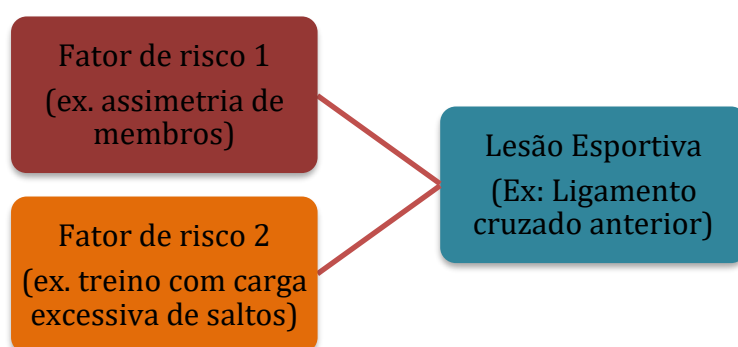 Fator de risco 1
(ex. assimetria de
membros)
Lesão Esportiva
(Ex: Ligamento
cruzado anterior)
Fator de risco 2
(ex. treino com carga
excessiva de saltos)